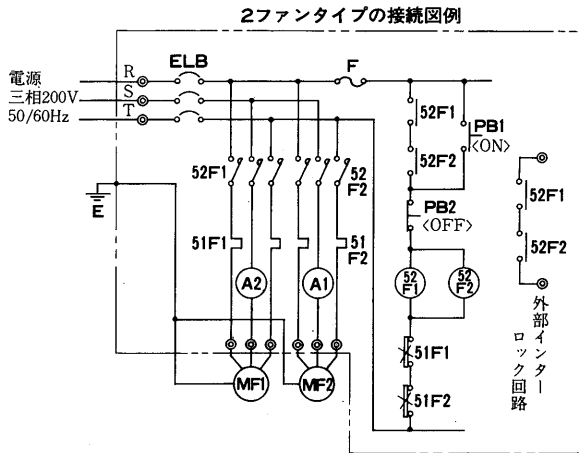 2ファンタイプの接続図例
電源
三相200V
50/60Hz
R
S
T
ELB
F
E
52F1
52
F2
51F1
51
F2
A2
A1
MF1
MF2
52F1
52F2
PB1
<ON>
PB2
<OFF>
52
F1
52
F2
51F1
51F2
52F1
52F2
外部インター
ロック回路